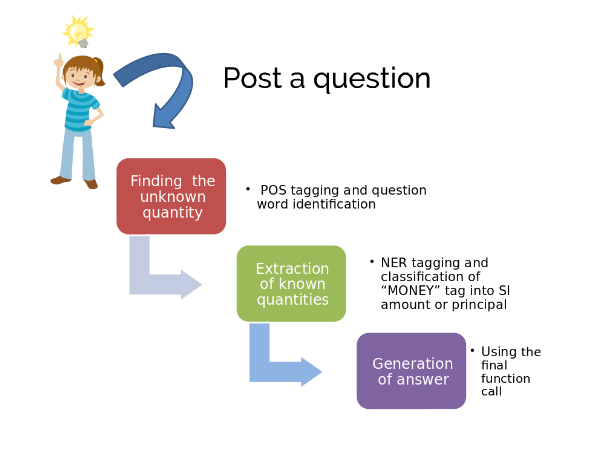 Post a question
Finding the
unknown
quantity
• POS tagging and question
word identification
Extraction
of known
quantities
• NER tagging and
classification of
“MONEY” tag into SI
amount or principal
Generation
of answer
• Using the
final
function
call